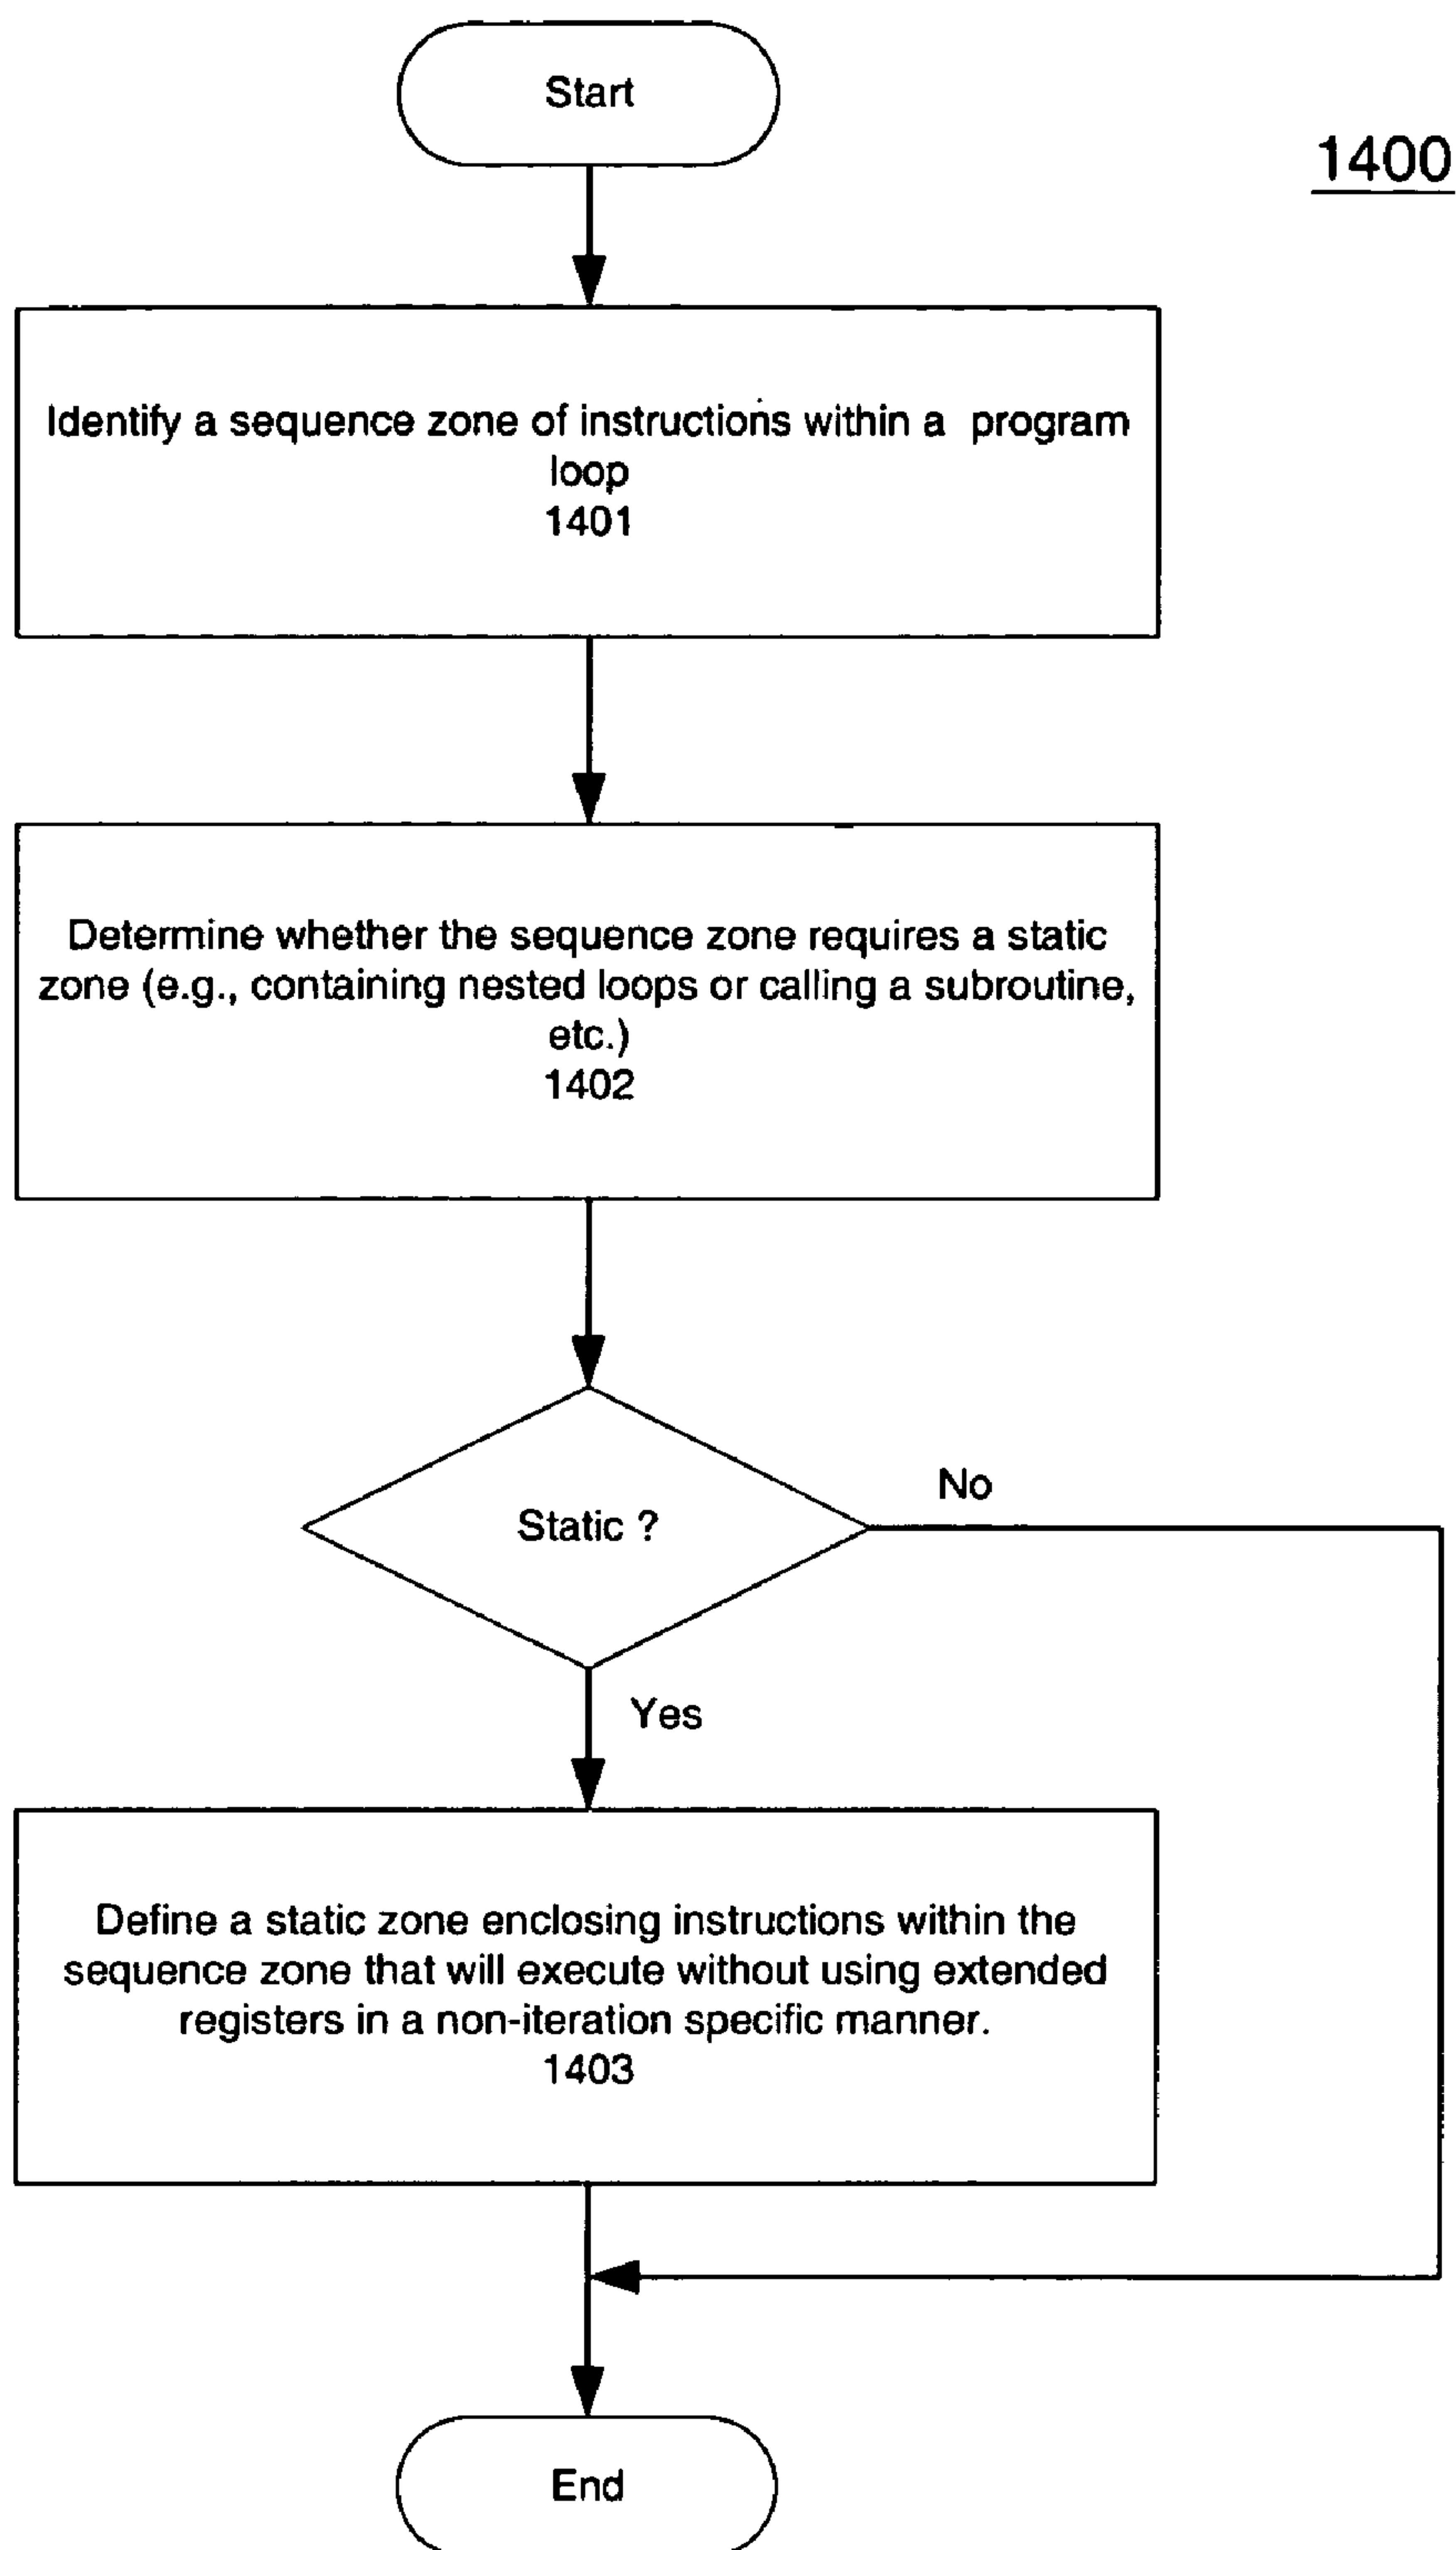 Start
1400
Identify a sequence zone of instructions within a program
loop
1401
Determine whether the sequence zone requires a static
zone (e.g., containing nested loops or calling a subroutine,
etc.)
1402
Static ?
No
Yes
Define a static zone enclosing instructions within the
sequence zone that will execute without using extended
registers in a non-iteration specific manner.
1403
End